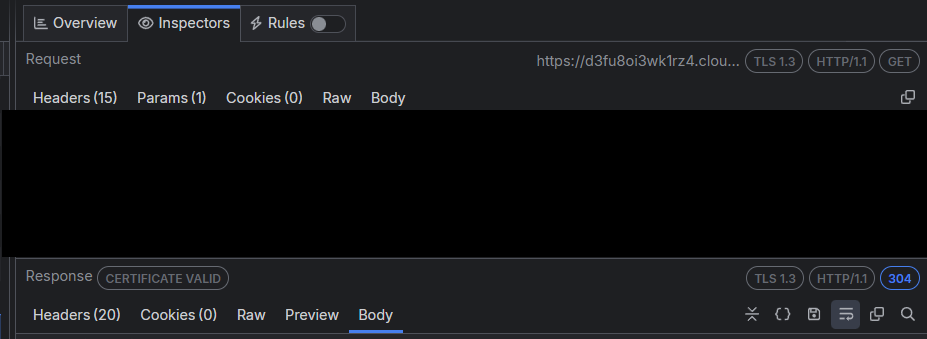 Overview Inspectors Rules
Request https://d3fu8oi3wk1rz4.clou... TLS 1.3 HTTP/1.1 GET
Headers (15) Params (1) Cookies (0) Raw Body
Response CERTIFICATE VALID TLS 1.3 HTTP/1.1 304
Headers (20) Cookies (0) Raw Preview Body